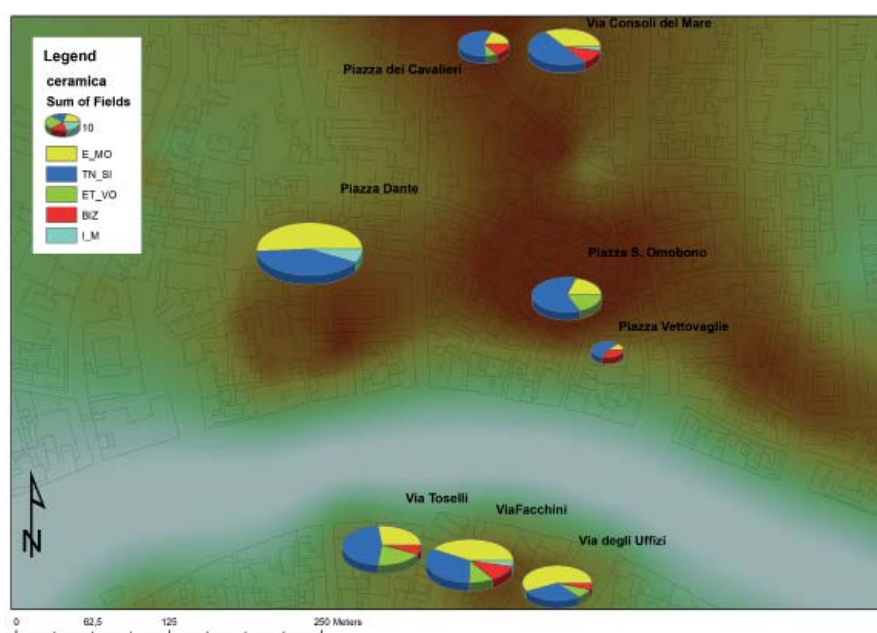 Legend
ceramica
Sum of Fields
10
E_MO
TN_SI
ET_VO
BIZ
I_M
Via Consoli del Mare
Piazza dei Cavalieri
Piazza Dante
Piazza S. Omobono
Piazza Vettovaglie
Via Toselli
ViaFacchini
Via degli Uffizi
N
0 62,5 125 250 Meters